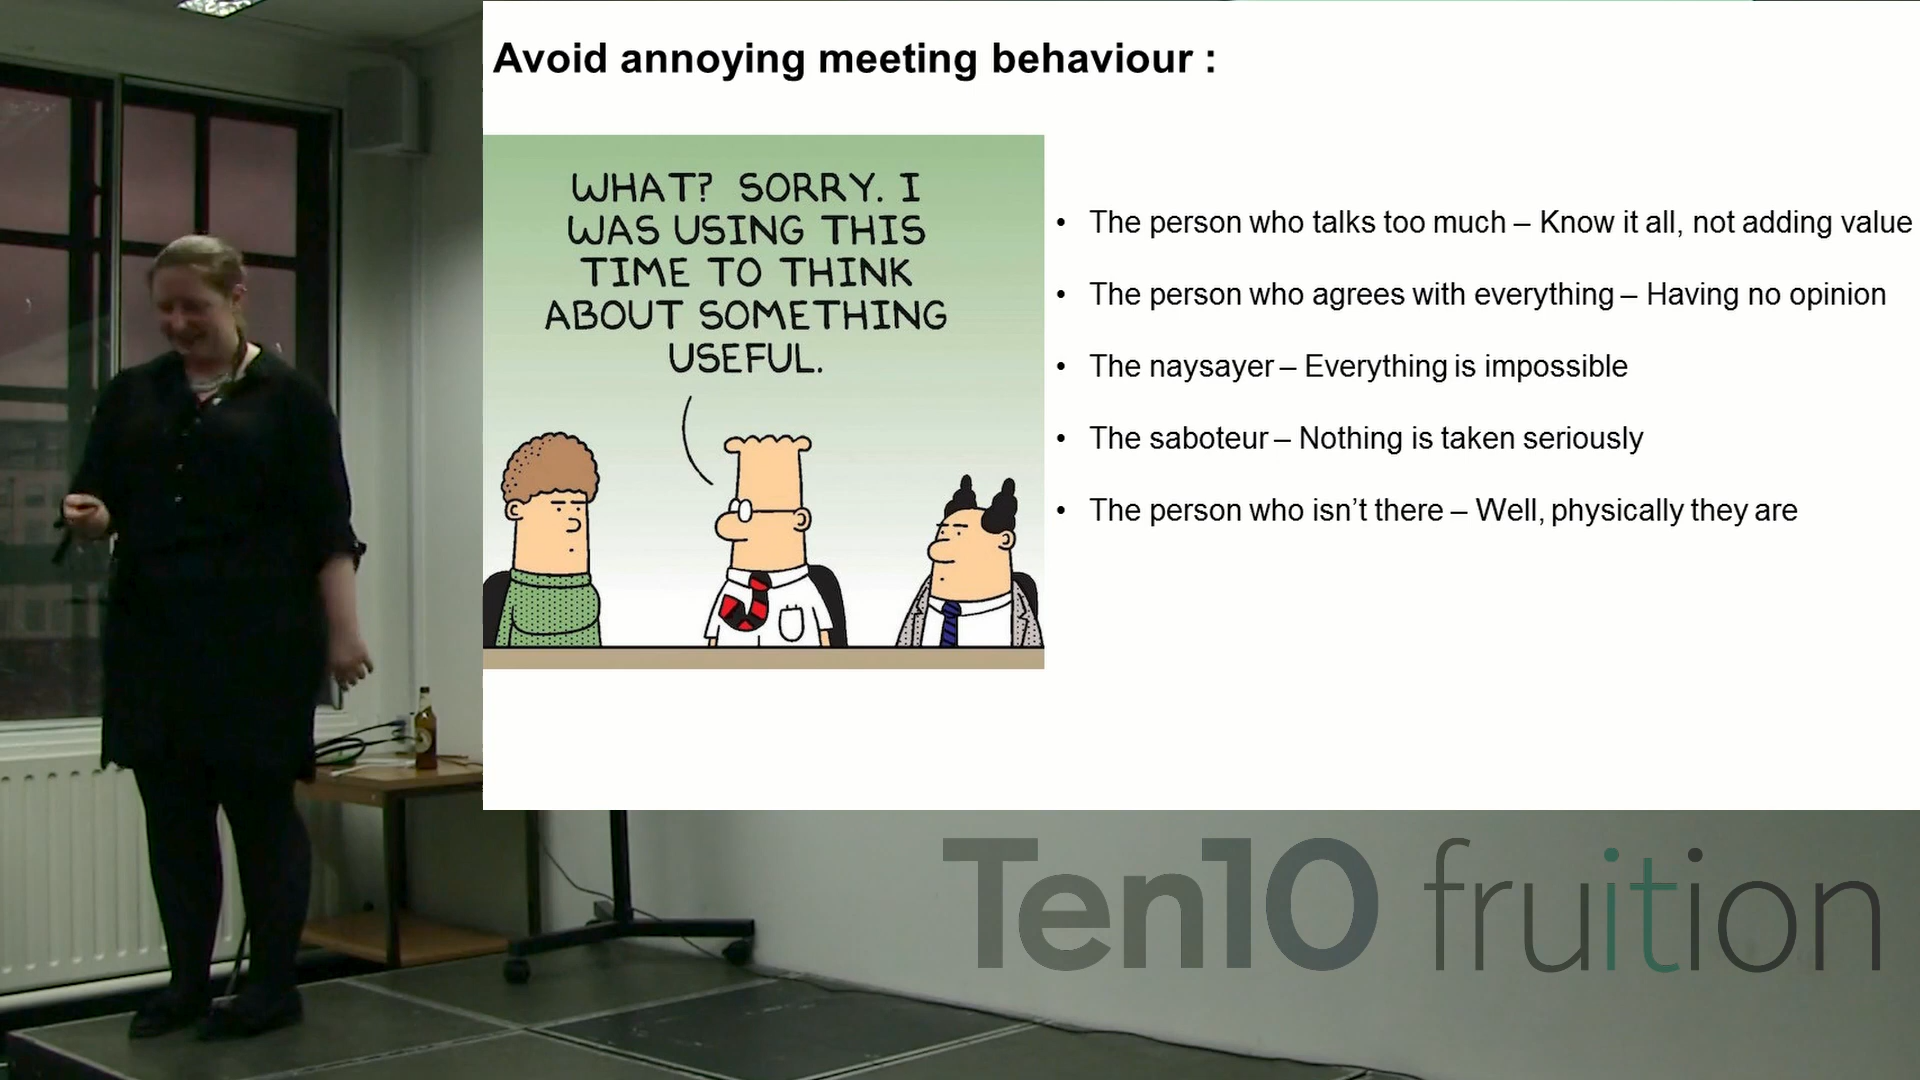 Avoid annoying meeting behaviour :
WHAT? SORRY. I
WAS USING THIS
TIME TO THINK
ABOUT SOMETHING
USEFUL.
• The person who talks too much – Know it all, not adding value
• The person who agrees with everything – Having no opinion
• The naysayer – Everything is impossible
• The saboteur – Nothing is taken seriously
• The person who isn’t there – Well, physically they are
Ten10 fruition